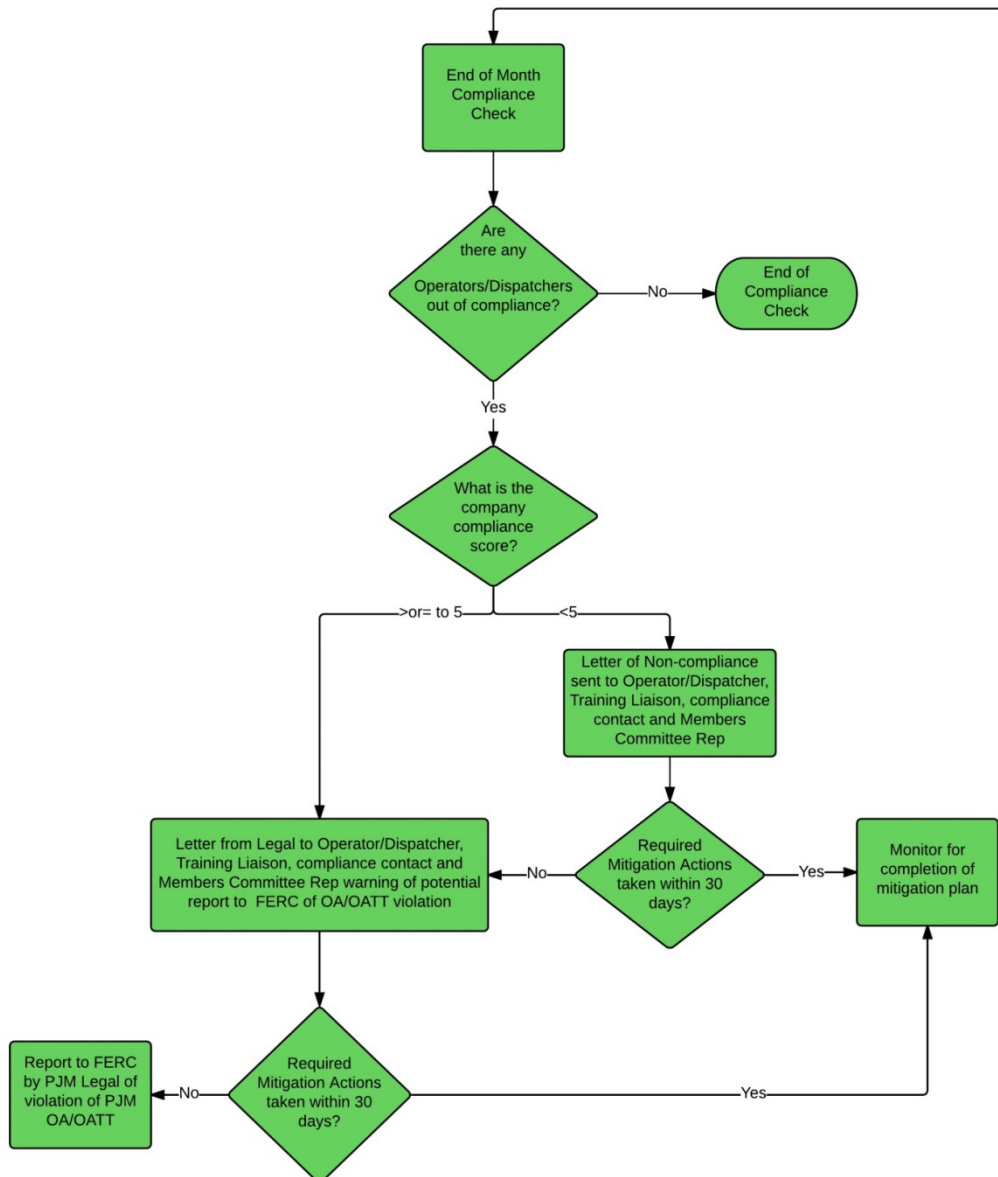 End of Month
Compliance
Check
Are
there any
Operators/Dispatchers
out of compliance?
No
End of
Compliance
Check
Yes
What is the
company
compliance
score?
>or= to 5
<5
Letter of Non-compliance
sent to Operator/Dispatcher,
Training Liaison, compliance
contact and Members
Committee Rep
Letter from Legal to Operator/Dispatcher,
Training Liaison, compliance contact and
Members Committee Rep warning of potential
report to FERC of OA/OATT violation
No
Required
Mitigation Actions
taken within 30
days?
Yes
Monitor for
completion of
mitigation plan
Report to FERC
by PJM Legal of
violation of PJM
OA/OATT
No
Required
Mitigation Actions
taken within 30
days?
Yes